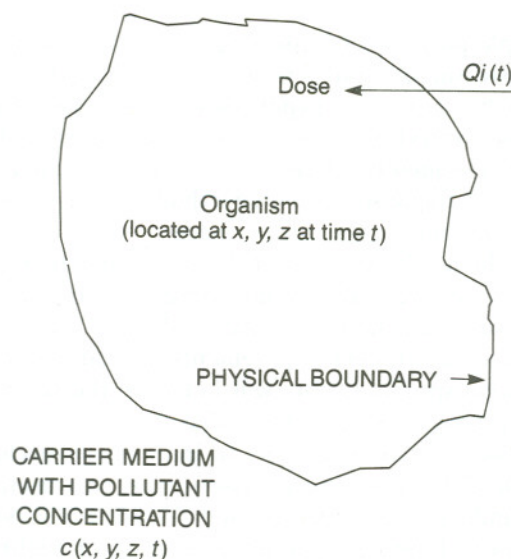 Dose
Qi(t)
Organism
(located at x, y, z at time t)
PHYSICAL BOUNDARY
CARRIER MEDIUM
WITH POLLUTANT
CONCENTRATION
c(x, y, z, t)